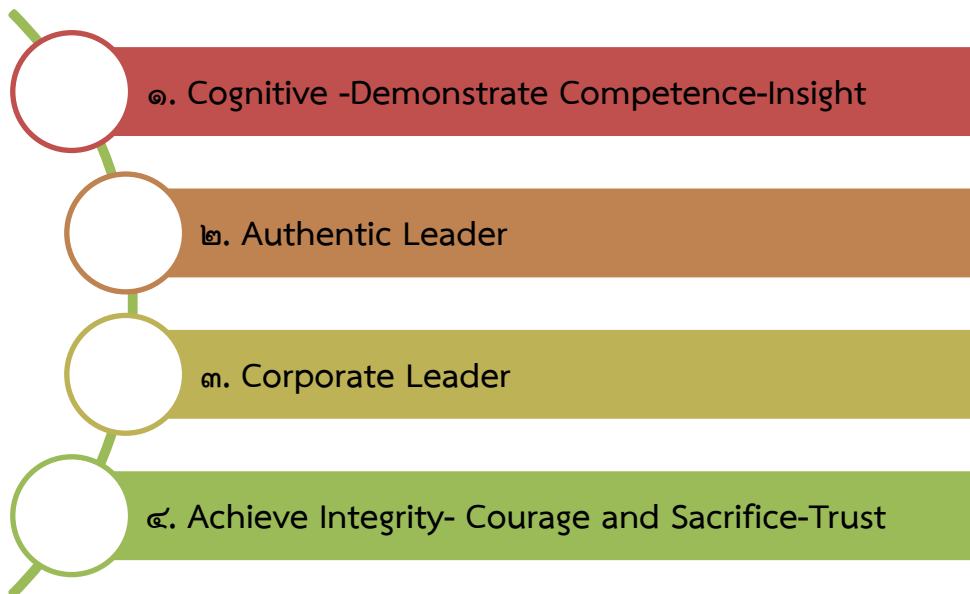 ๑. Cognitive -Demonstrate Competence-Insight
๒. Authentic Leader
๓. Corporate Leader
๔. Achieve Integrity- Courage and Sacrifice-Trust